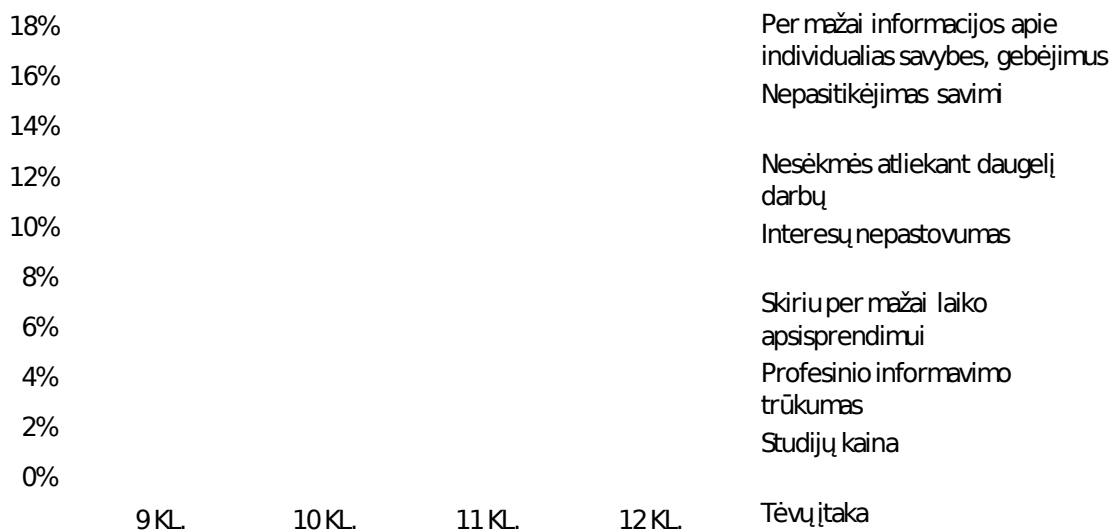 18%
16%
14%
12%
10%
8%
6%
4%
2%
0%
9 KL.
10 KL.
11 KL.
12 KL.
Per mažai informacijos apie
individualias savybes, gebėjimus
Nepasitikėjimas savimi
Nesėkmės atliekant daugelį
darbų
Interesų nepastovumas
Skiriu per mažai laiko
apsisprendimui
Profesinio informavimo
trūkumas
Studijų kaina
Tėvų įtaka